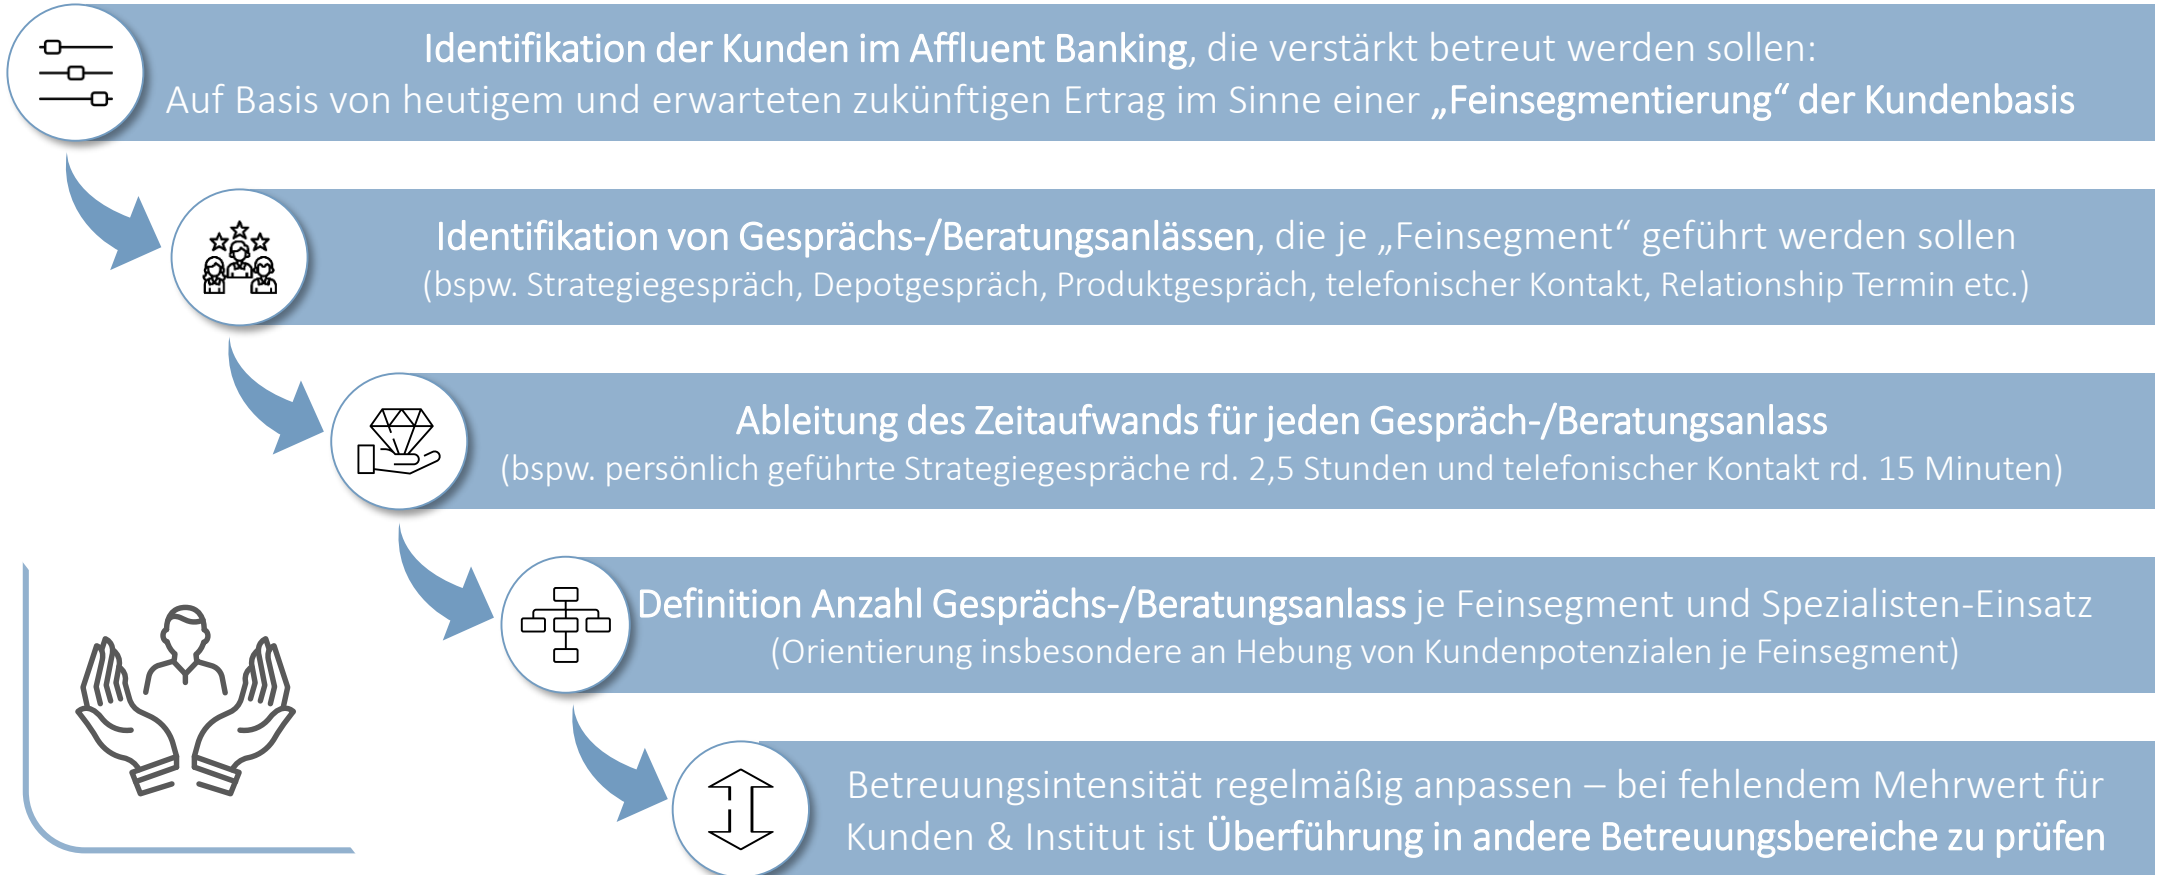 Identifikation der Kunden im Affluent Banking, die verstärkt betreut werden sollen:
Auf Basis von heutigem und erwarteten zukünftigen Ertrag im Sinne einer „Feinsegmentierung“ der Kundenbasis
Identifikation von Gesprächs-/Beratungsanlässen, die je „Feinsegment“ geführt werden sollen
(bspw. Strategiegespräch, Depotgespräch, Produktgespräch, telefonischer Kontakt, Relationship Termin etc.)
Ableitung des Zeitaufwands für jeden Gespräch-/Beratungsanlass
(bspw. persönlich geführte Strategiegespräche rd. 2,5 Stunden und telefonischer Kontakt rd. 15 Minuten)
Definition Anzahl Gesprächs-/Beratungsanlass je Feinsegment und Spezialisten-Einsatz
(Orientierung insbesondere an Hebung von Kundenpotenzialen je Feinsegment)
Betreuungsintensität regelmäßig anpassen – bei fehlendem Mehrwert für
Kunden & Institut ist Überführung in andere Betreuungsbereiche zu prüfen